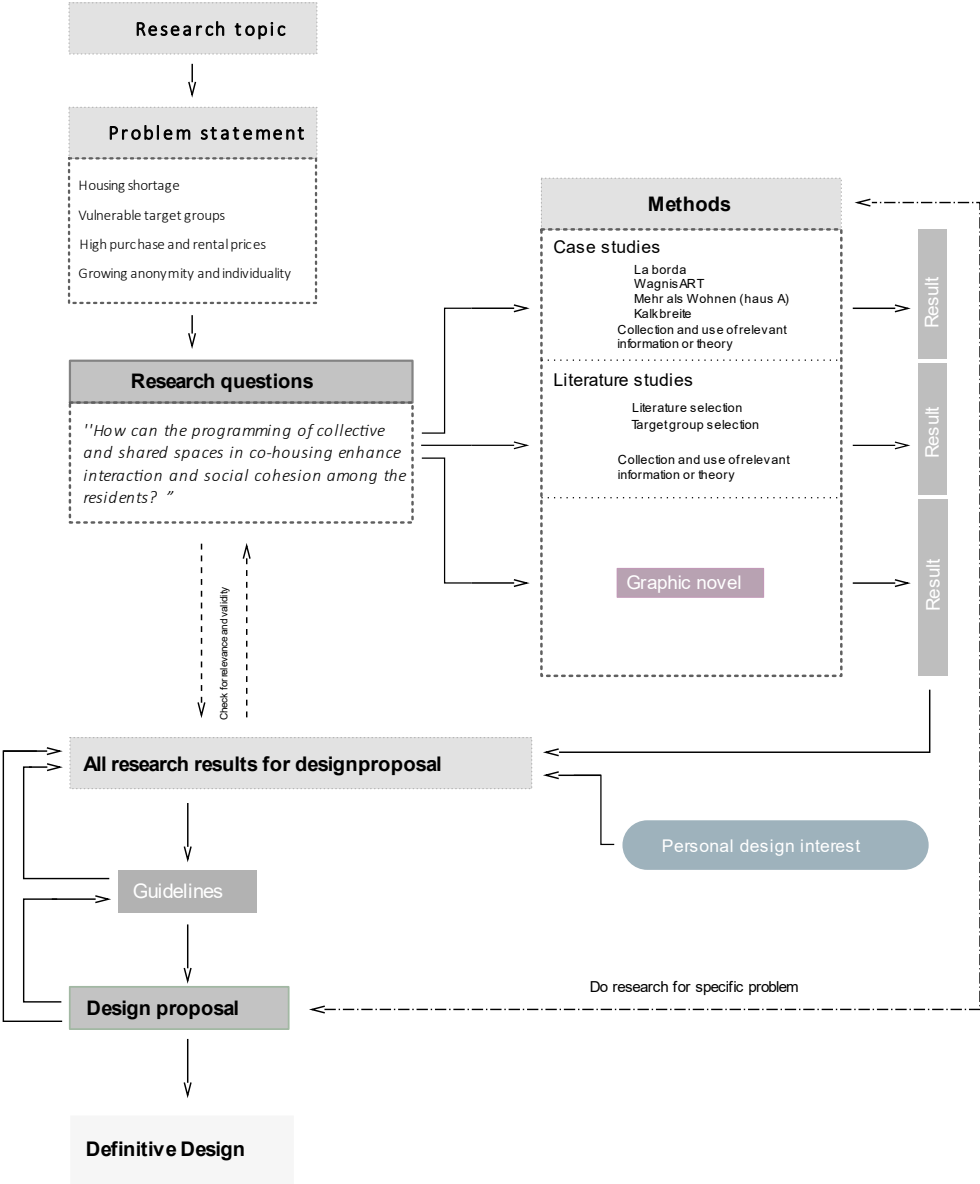 Research topic
Problem statement
Housing shortage
Vulnerable target groups
High purchase and rental prices
Growing anonymity and individuality
Research questions
''How can the programming of collective
and shared spaces in co-housing enhance
interaction and social cohesion among the
residents? ”
Methods
Case studies
La borda
WagnisART
Mehr als Wohnen (haus A)
Kalkbreite
Collection and use of relevant
information or theory
Literature studies
Literature selection
Target group selection
Collection and use of relevant
information or theory
Graphic novel
Result
Result
Result
Check for relevance and validity
All research results for designproposal
Personal design interest
Guidelines
Do research for specific problem
Design proposal
Definitive Design